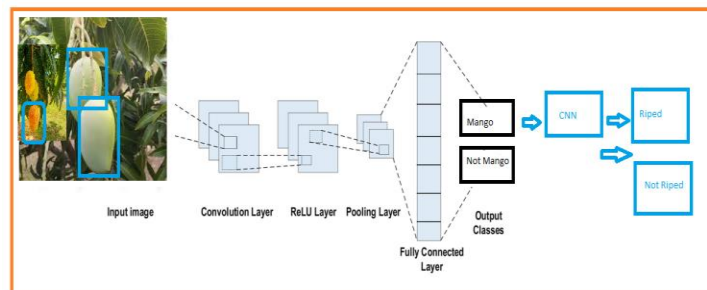 Mango
CNN
Riped
Not Mango
Not Riped
Input image
Convolution Layer
ReLU Layer
Pooling Layer
Output
Classes
Fully Connected
Layer